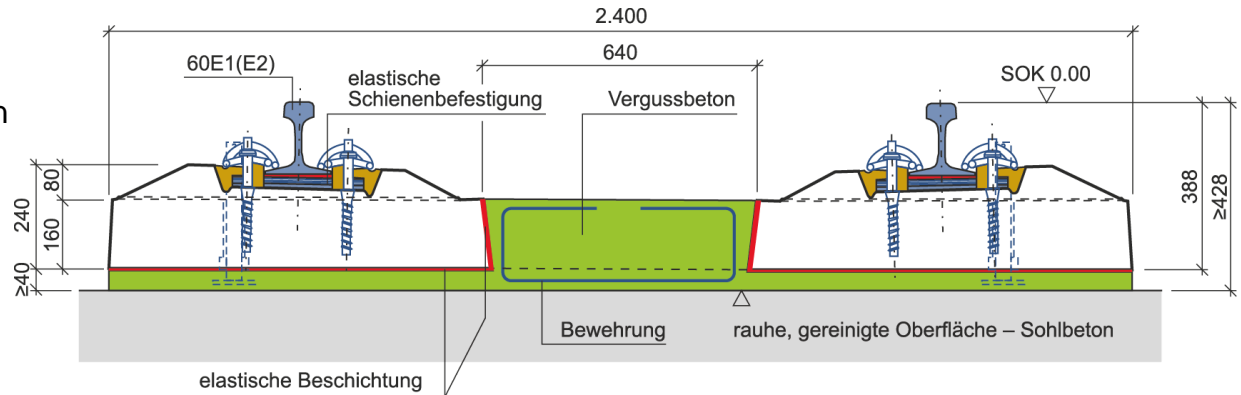 2.400
640
60E1(E2)
elastische
Schienenbefestigung
Vergussbeton
SOK 0.00
n
80
240
160
≥40
388
≥428
Bewehrung
rauhe, gereinigte Oberfläche – Sohlbeton
elastische Beschichtung